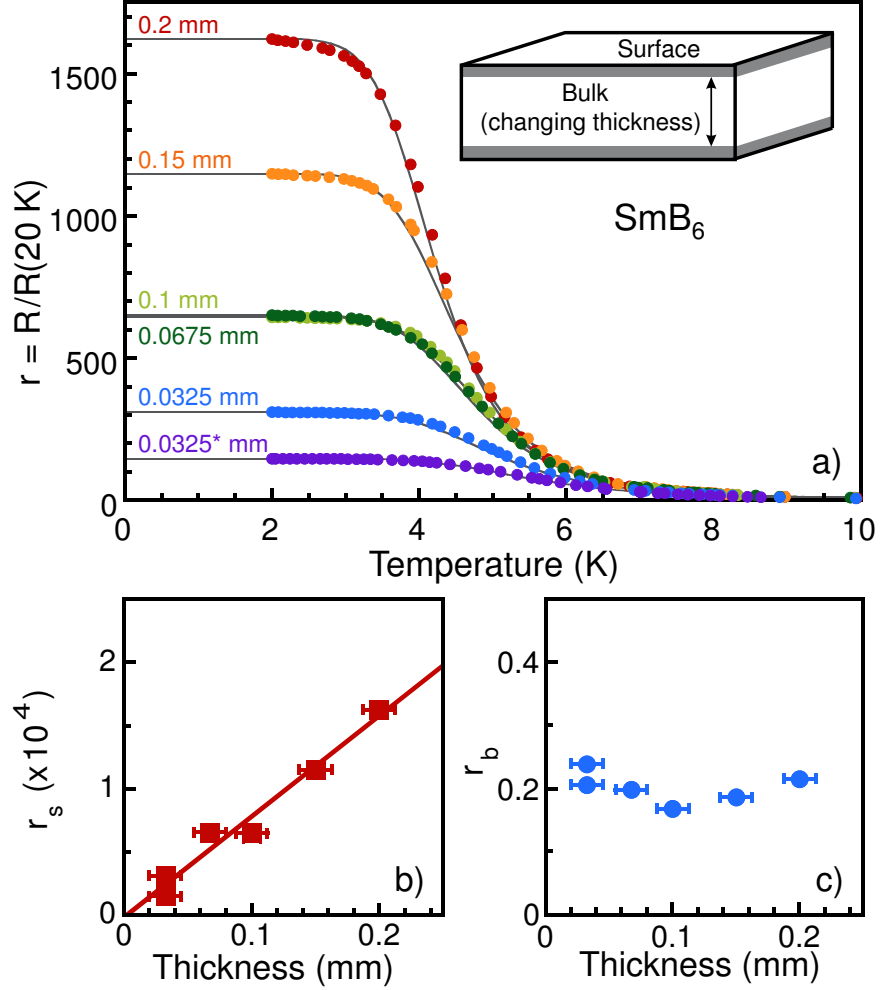 0.2 mm
Surface
Bulk
(changing thickness)
1500
0.15 mm
SmB6
r = R/R(20 K)
1000
0.1 mm
0.0675 mm
500
0.0325 mm
0.0325* mm
a)
0
0 2 4 6 8 10
Temperature (K)
2
r_s (x10^-4)
1
b)
0
0 0.1 0.2
Thickness (mm)
0.4
r_b
0.2
c)
0
0 0.1 0.2
Thickness (mm)